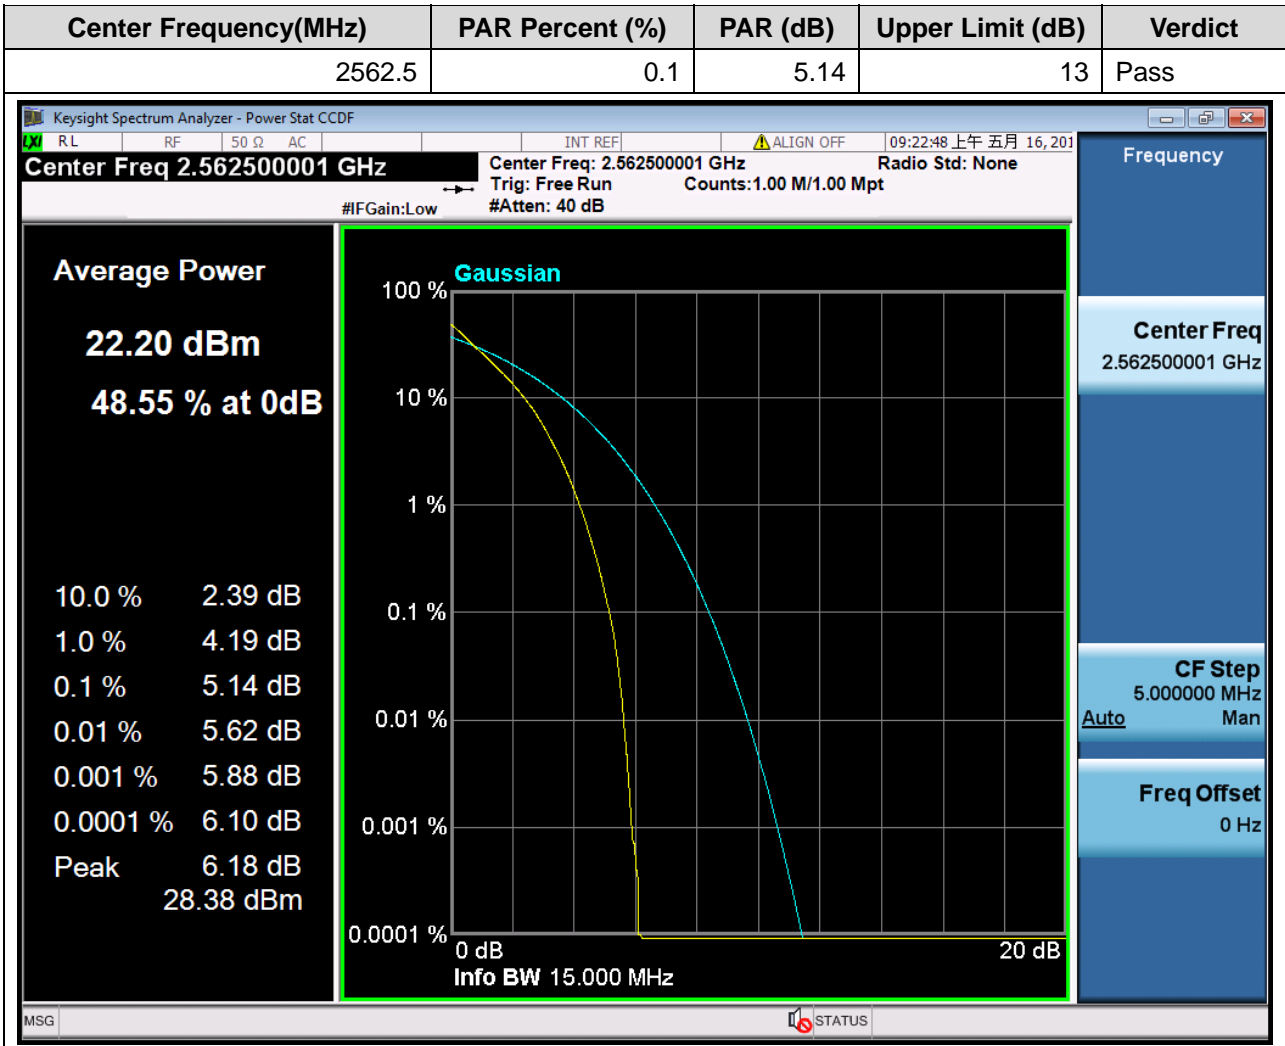 Center Frequency(MHz) PAR Percent (%) PAR (dB) Upper Limit (dB) Verdict
2562.5 0.1 5.14 13 Pass
Keysight Spectrum Analyzer - Power Stat CCDF
LXI RL RF 50 Ω AC INT REF ALIGN OFF 09:22:48 上午 五月 16, 201
Center Freq 2.562500001 GHz
#IFGain:Low
Center Freq: 2.562500001 GHz Radio Std: None
Trig: Free Run Counts:1.00 M/1.00 Mpt
#Atten: 40 dB
Average Power
22.20 dBm
48.55 % at 0dB
10.0 % 2.39 dB
1.0 % 4.19 dB
0.1 % 5.14 dB
0.01 % 5.62 dB
0.001 % 5.88 dB
0.0001 % 6.10 dB
Peak 6.18 dB
28.38 dBm
Gaussian
100 %
10 %
1 %
0.1 %
0.01 %
0.001 %
0.0001 %
0 dB 20 dB
Info BW 15.000 MHz
Frequency
Center Freq
2.562500001 GHz
CF Step
5.000000 MHz
Auto Man
Freq Offset
0 Hz
MSG STATUS